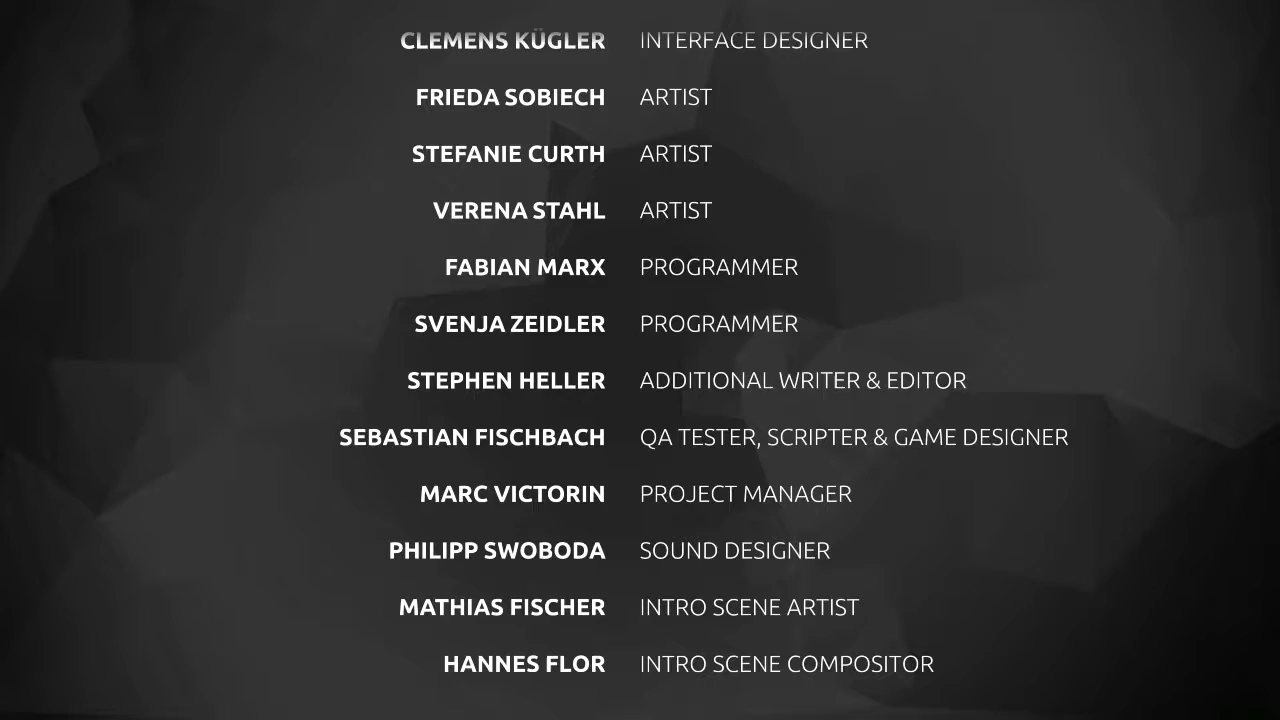 CLEMENS KÜGLER INTERFACE DESIGNER
FRIEDA SOBIECH ARTIST
STEFANIE CURTH ARTIST
VERENA STAHL ARTIST
FABIAN MARX PROGRAMMER
SVENJA ZEIDLER PROGRAMMER
STEPHEN HELLER ADDITIONAL WRITER & EDITOR
SEBASTIAN FISCHBACH QA TESTER, SCRIPTER & GAME DESIGNER
MARC VICTORIN PROJECT MANAGER
PHILIPP SWOBODA SOUND DESIGNER
MATHIAS FISCHER INTRO SCENE ARTIST
HANNES FLOR INTRO SCENE COMPOSITOR